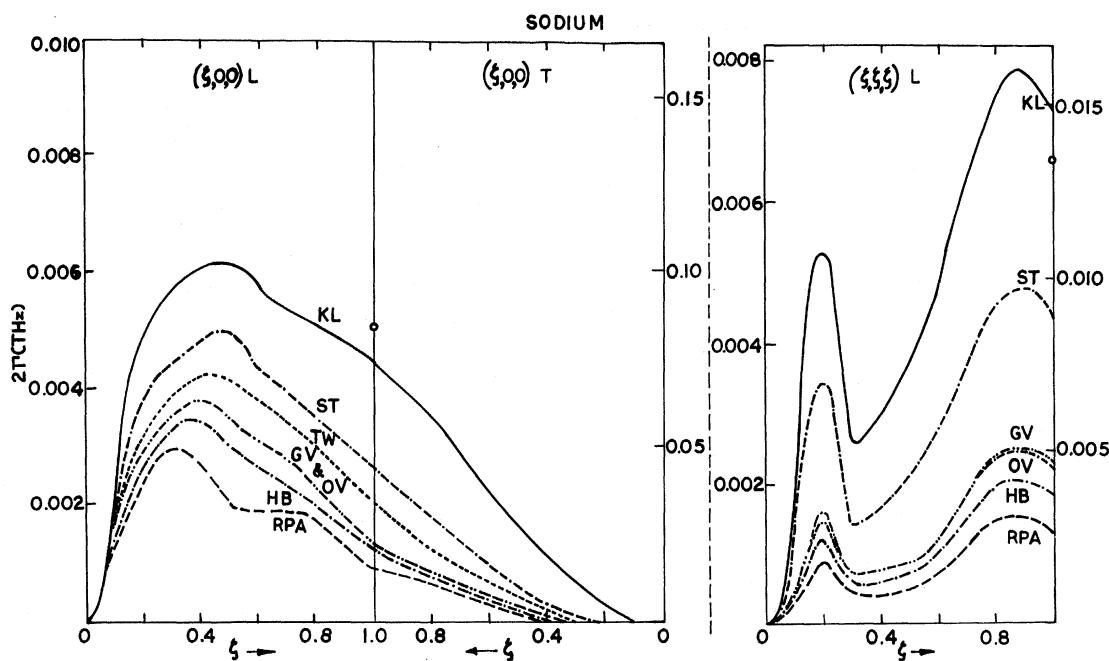 SODIUM
(ξ,0,0) L
(ξ,0,0) T
(ξ,ξ,ξ) L
0.010
0.008
0.006
0.004
0.002
2Γ(THz)
0.15
0.10
0.05
KL
ST
TW
GV
&
OV
HB
RPA
0 0.4 0.8 1.0 0.8 0.4 0
ξ →
← ξ
0.008
0.006
0.004
0.002
KL
0.015
ST
0.010
GV
OV
0.005
HB
RPA
0 0.4 0.8
ξ →